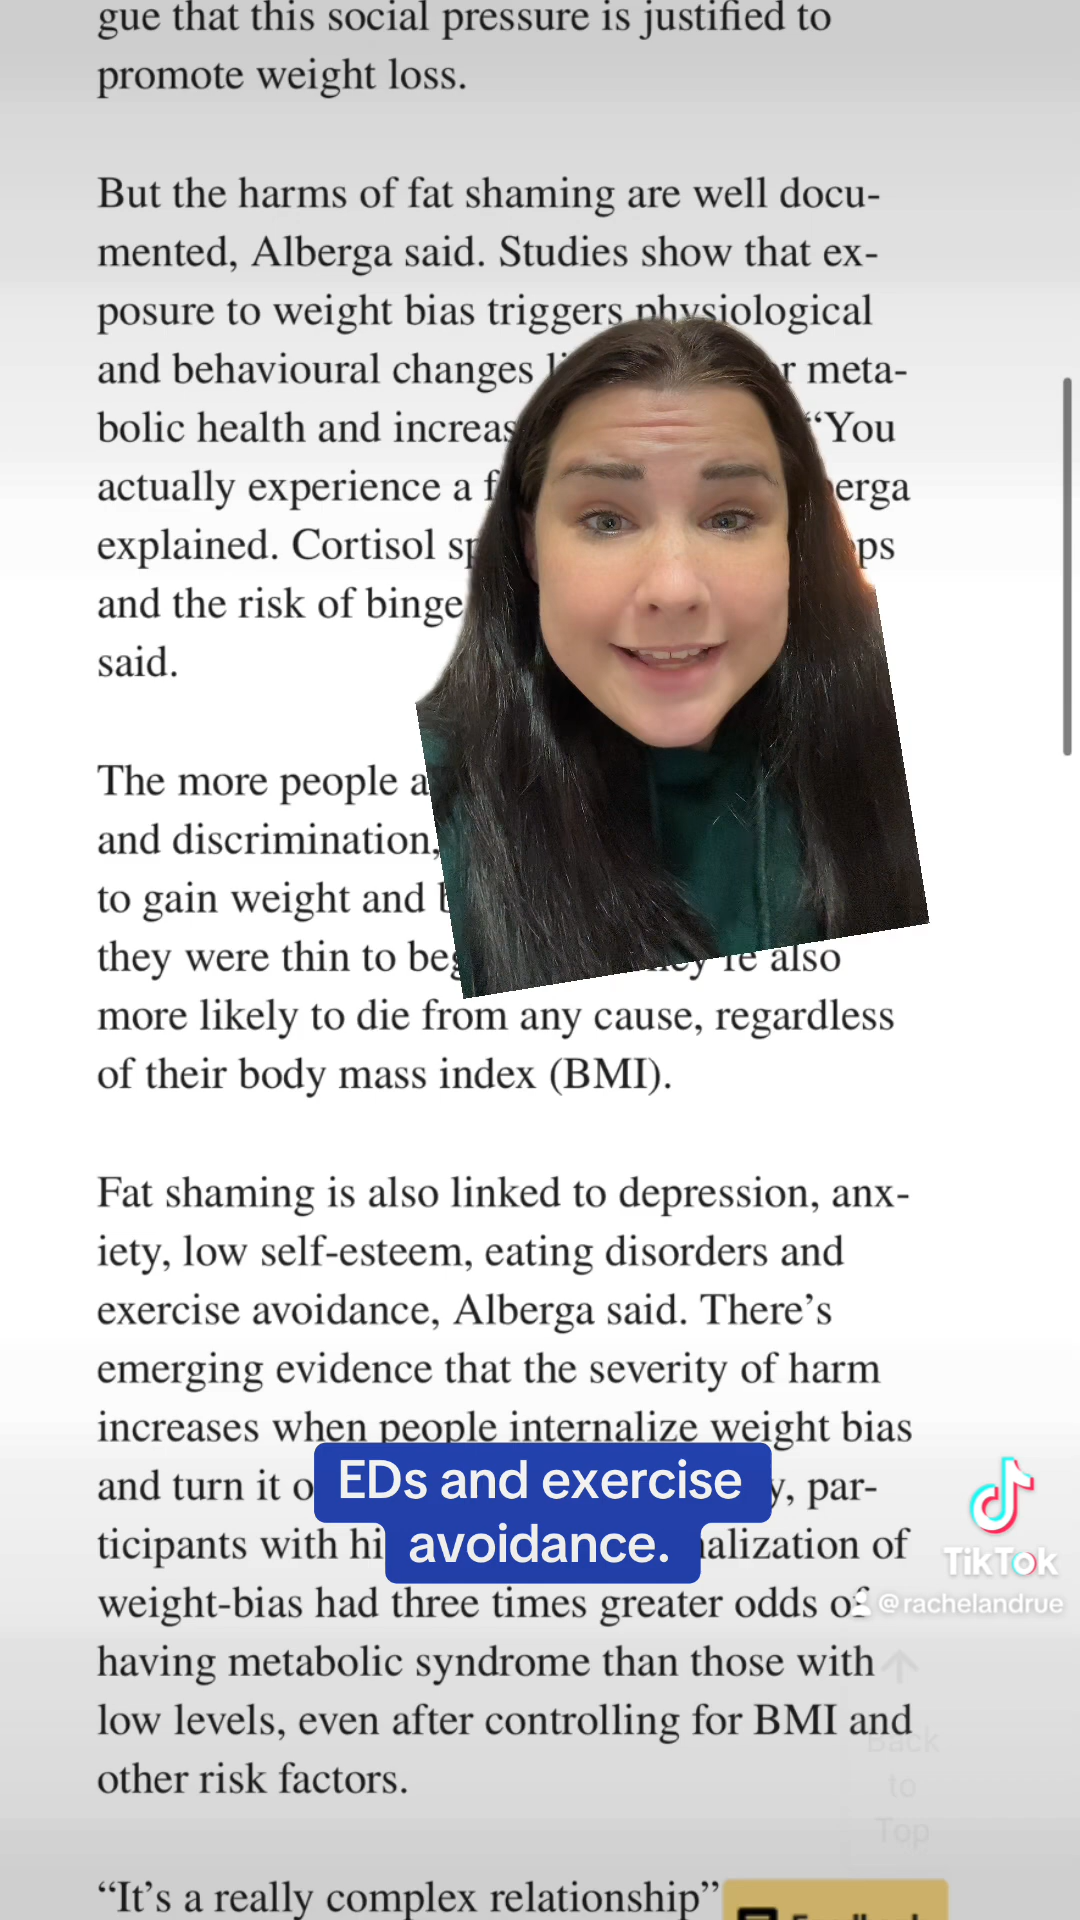 gue that this social pressure is justified to
promote weight loss.
But the harms of fat shaming are well docu-
mented, Alberga said. Studies show that ex-
posure to weight bias triggers physiological
and behavioural changes meta-
bolic health and increas “You
actually experience a erga
explained. Cortisol sp ps
and the risk of binge
said.
The more people a
and discrimination,
to gain weight and
they were thin to beg they’re also
more likely to die from any cause, regardless
of their body mass index (BMI).
Fat shaming is also linked to depression, anx-
iety, low self-esteem, eating disorders and
exercise avoidance, Alberga said. There’s
emerging evidence that the severity of harm
increases when people internalize weight bias
and turn it o y, par-
ticipants with hi alization of
weight-bias had three times greater odds of
having metabolic syndrome than those with
low levels, even after controlling for BMI and
other risk factors.
“It’s a really complex relationship”
EDs and exercise
avoidance.
TikTok
@rachelandrue
Back
to
Top